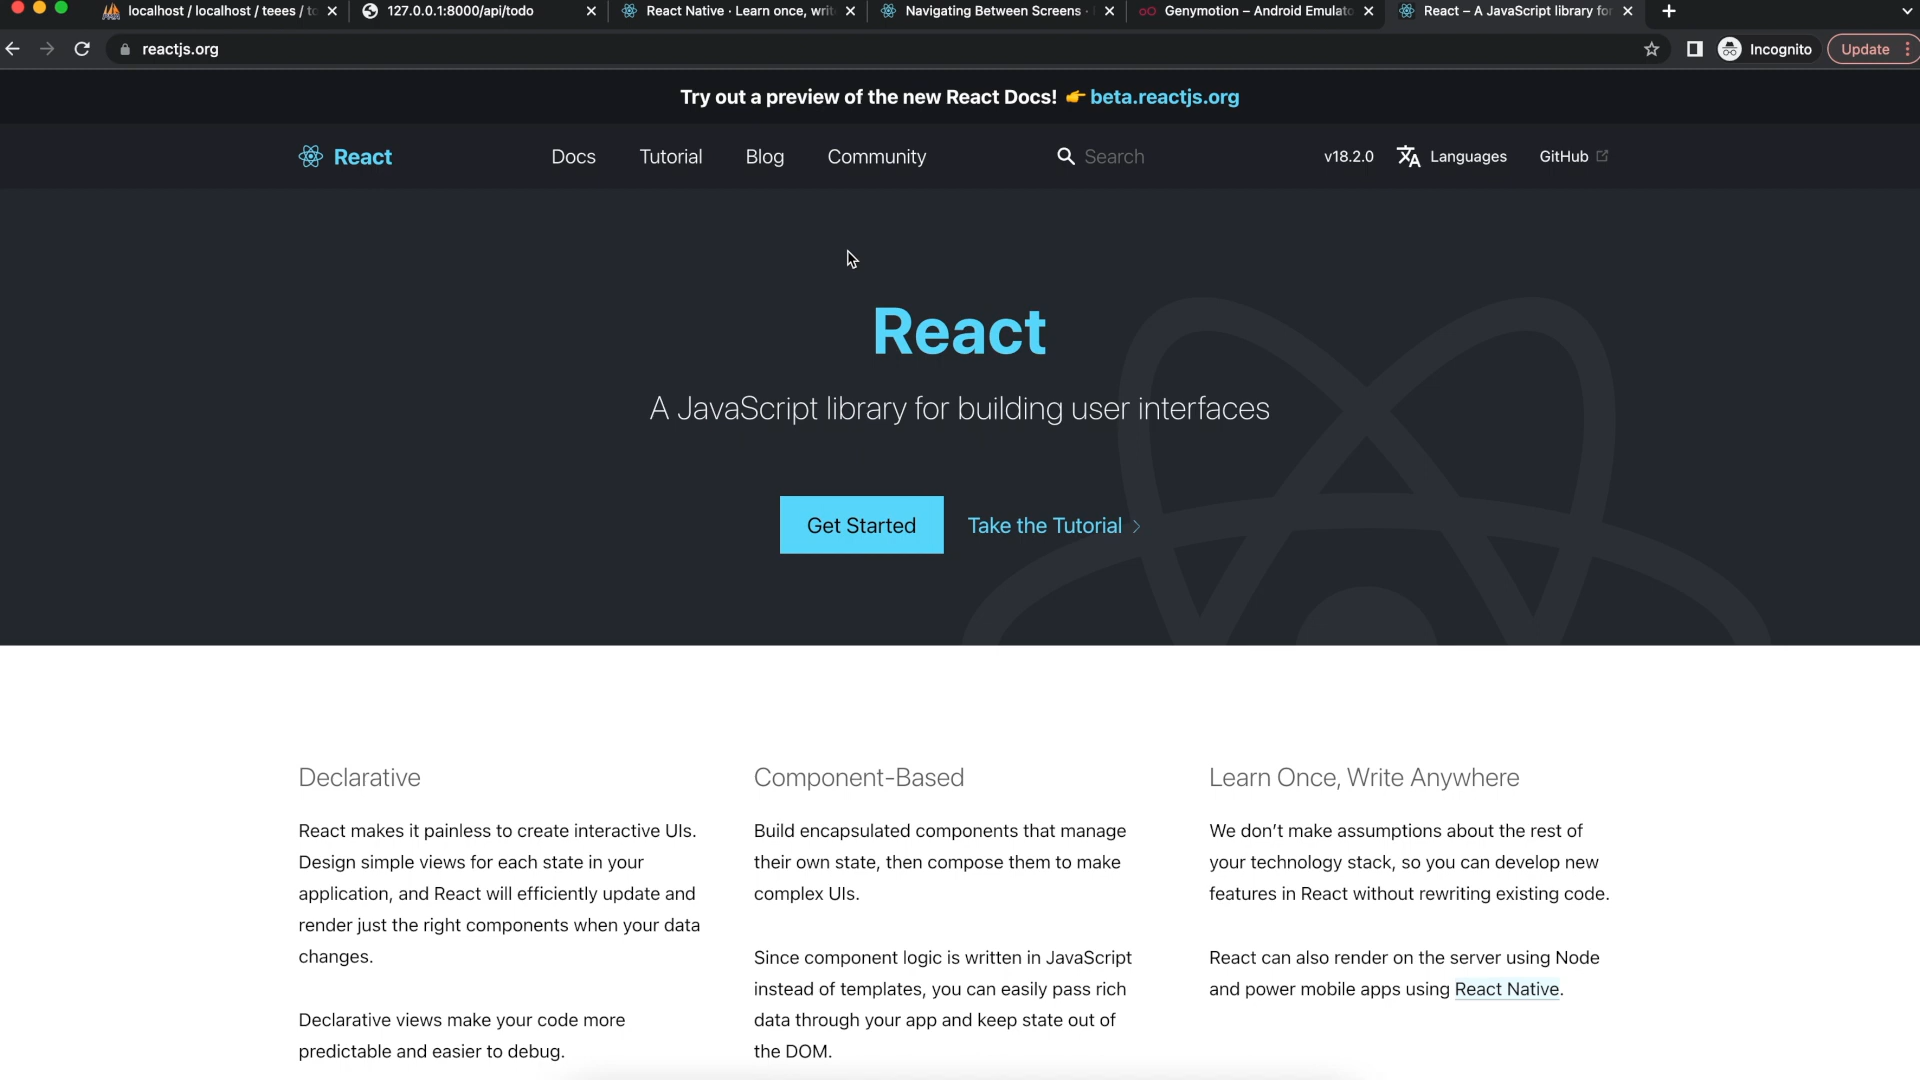 localhost / localhost / teees / to
127.0.0.1:8000/api/todo
React Native · Learn once, writ
Navigating Between Screens ·
Genymotion – Android Emulato
React – A JavaScript library for
reactjs.org
Incognito
Update
Try out a preview of the new React Docs! 👉 beta.reactjs.org
React
Docs
Tutorial
Blog
Community
Search
v18.2.0
Languages
GitHub
React
A JavaScript library for building user interfaces
Get Started
Take the Tutorial
Declarative
React makes it painless to create interactive UIs.
Design simple views for each state in your
application, and React will efficiently update and
render just the right components when your data
changes.
Declarative views make your code more
predictable and easier to debug.
Component-Based
Build encapsulated components that manage
their own state, then compose them to make
complex UIs.
Since component logic is written in JavaScript
instead of templates, you can easily pass rich
data through your app and keep state out of
the DOM.
Learn Once, Write Anywhere
We don’t make assumptions about the rest of
your technology stack, so you can develop new
features in React without rewriting existing code.
React can also render on the server using Node
and power mobile apps using React Native.